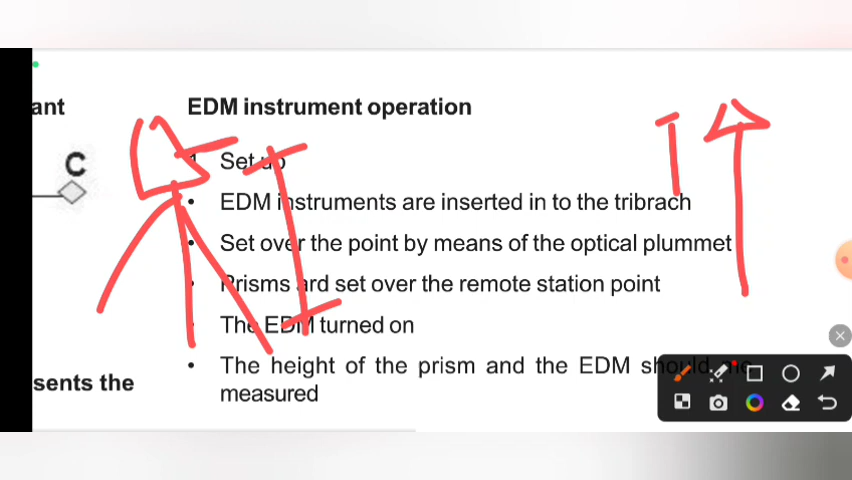 ant
EDM instrument operation
C
1. Set up
• EDM instruments are inserted in to the tribrach
• Set over the point by means of the optical plummet
• Prisms ard set over the remote station point
• The EDM turned on
• The height of the prism and the EDM should me
sents the
measured